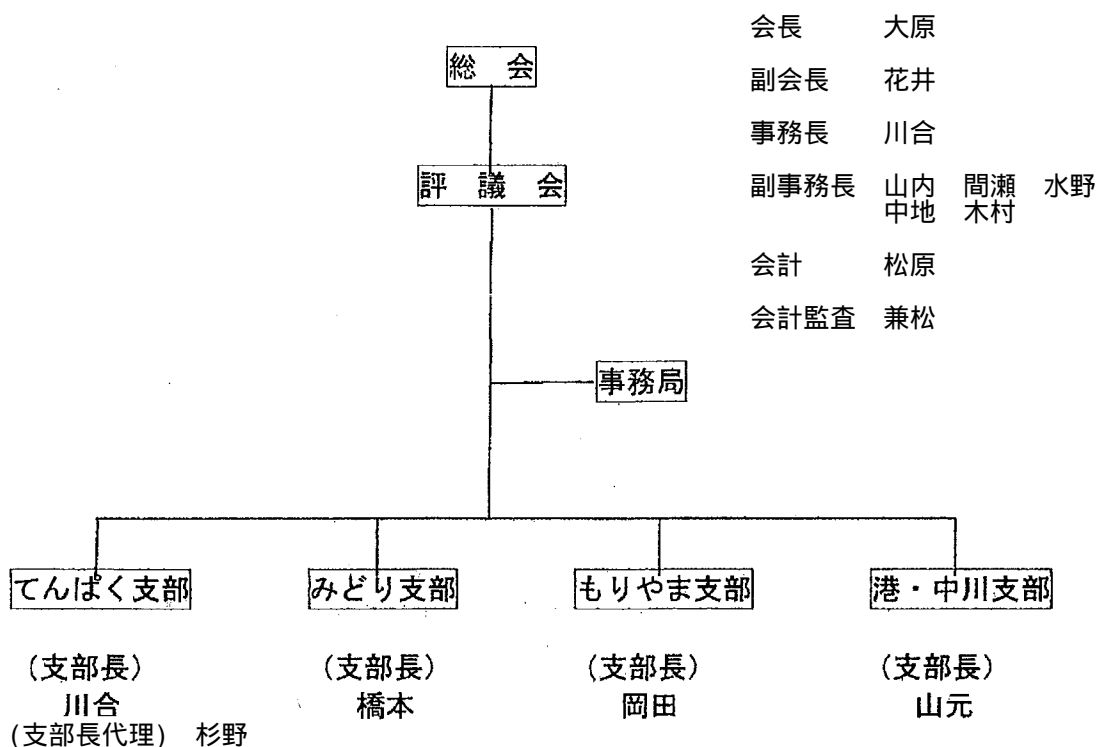 会長 大原
総 会
副会長 花井
事務長 川合
評 議 会
副事務長 山内 間瀬 水野
中地 木村
会計 松原
会計監査 兼松
事務局
てんぱく支部 みどり支部 もりやま支部 港・中川支部
(支部長) (支部長) (支部長) (支部長)
川合 橋本 岡田 山元
(支部長代理) 杉野